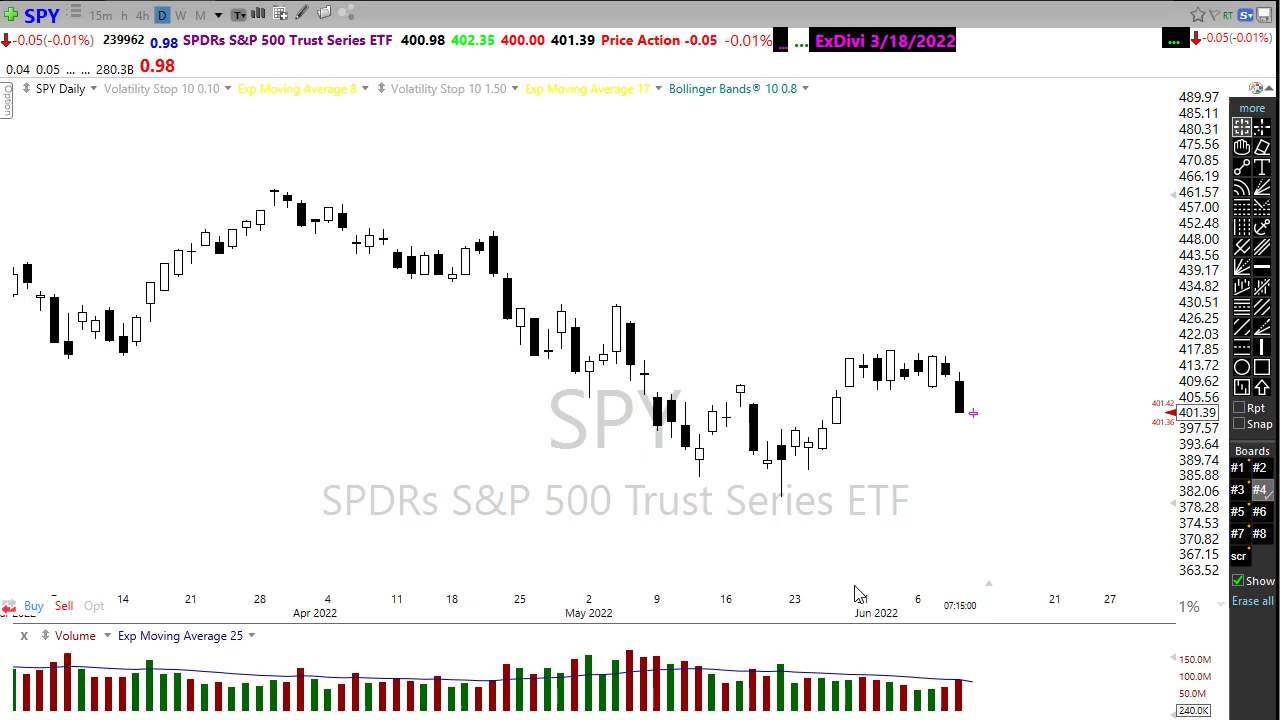 SPY 15m h 4h D W M T RT S
-0.05(-0.01%) 239962 0.98 SPDRs S&P 500 Trust Series ETF 400.98 402.35 400.00 401.39 Price Action -0.05 -0.01% ... ... ExDivi 3/18/2022 ... -0.05(-0.01%)
0.04 0.05 ... ... 280.3B 0.98
Option
SPY Daily Volatility Stop 10 0.10 Exp Moving Average 8 Volatility Stop 10 1.50 Exp Moving Average 17 Bollinger Bands® 10 0.8
489.97
485.11
480.31
475.56
470.85
466.19
461.57
457.00
452.48
448.00
443.56
439.17
434.82
430.51
426.25
422.03
417.85
413.72
409.62
405.56
401.42
401.39
401.36
397.57
393.64
389.74
385.88
382.06
378.28
374.53
370.82
367.15
363.52
SPY
SPDRs S&P 500 Trust Series ETF
more
T
Rpt
Snap
Boards
#1 #2
#3 #4
#5 #6
#7 #8
scr
Show
Erase all
Buy Sell Opt
14 21 28 4 11 18 25 2 9 16 23 6 07:15:00 21 27
2022 Apr 2022 May 2022 Jun 2022
1%
X Volume Exp Moving Average 25
150.0M
100.0M
50.0M
240.0K